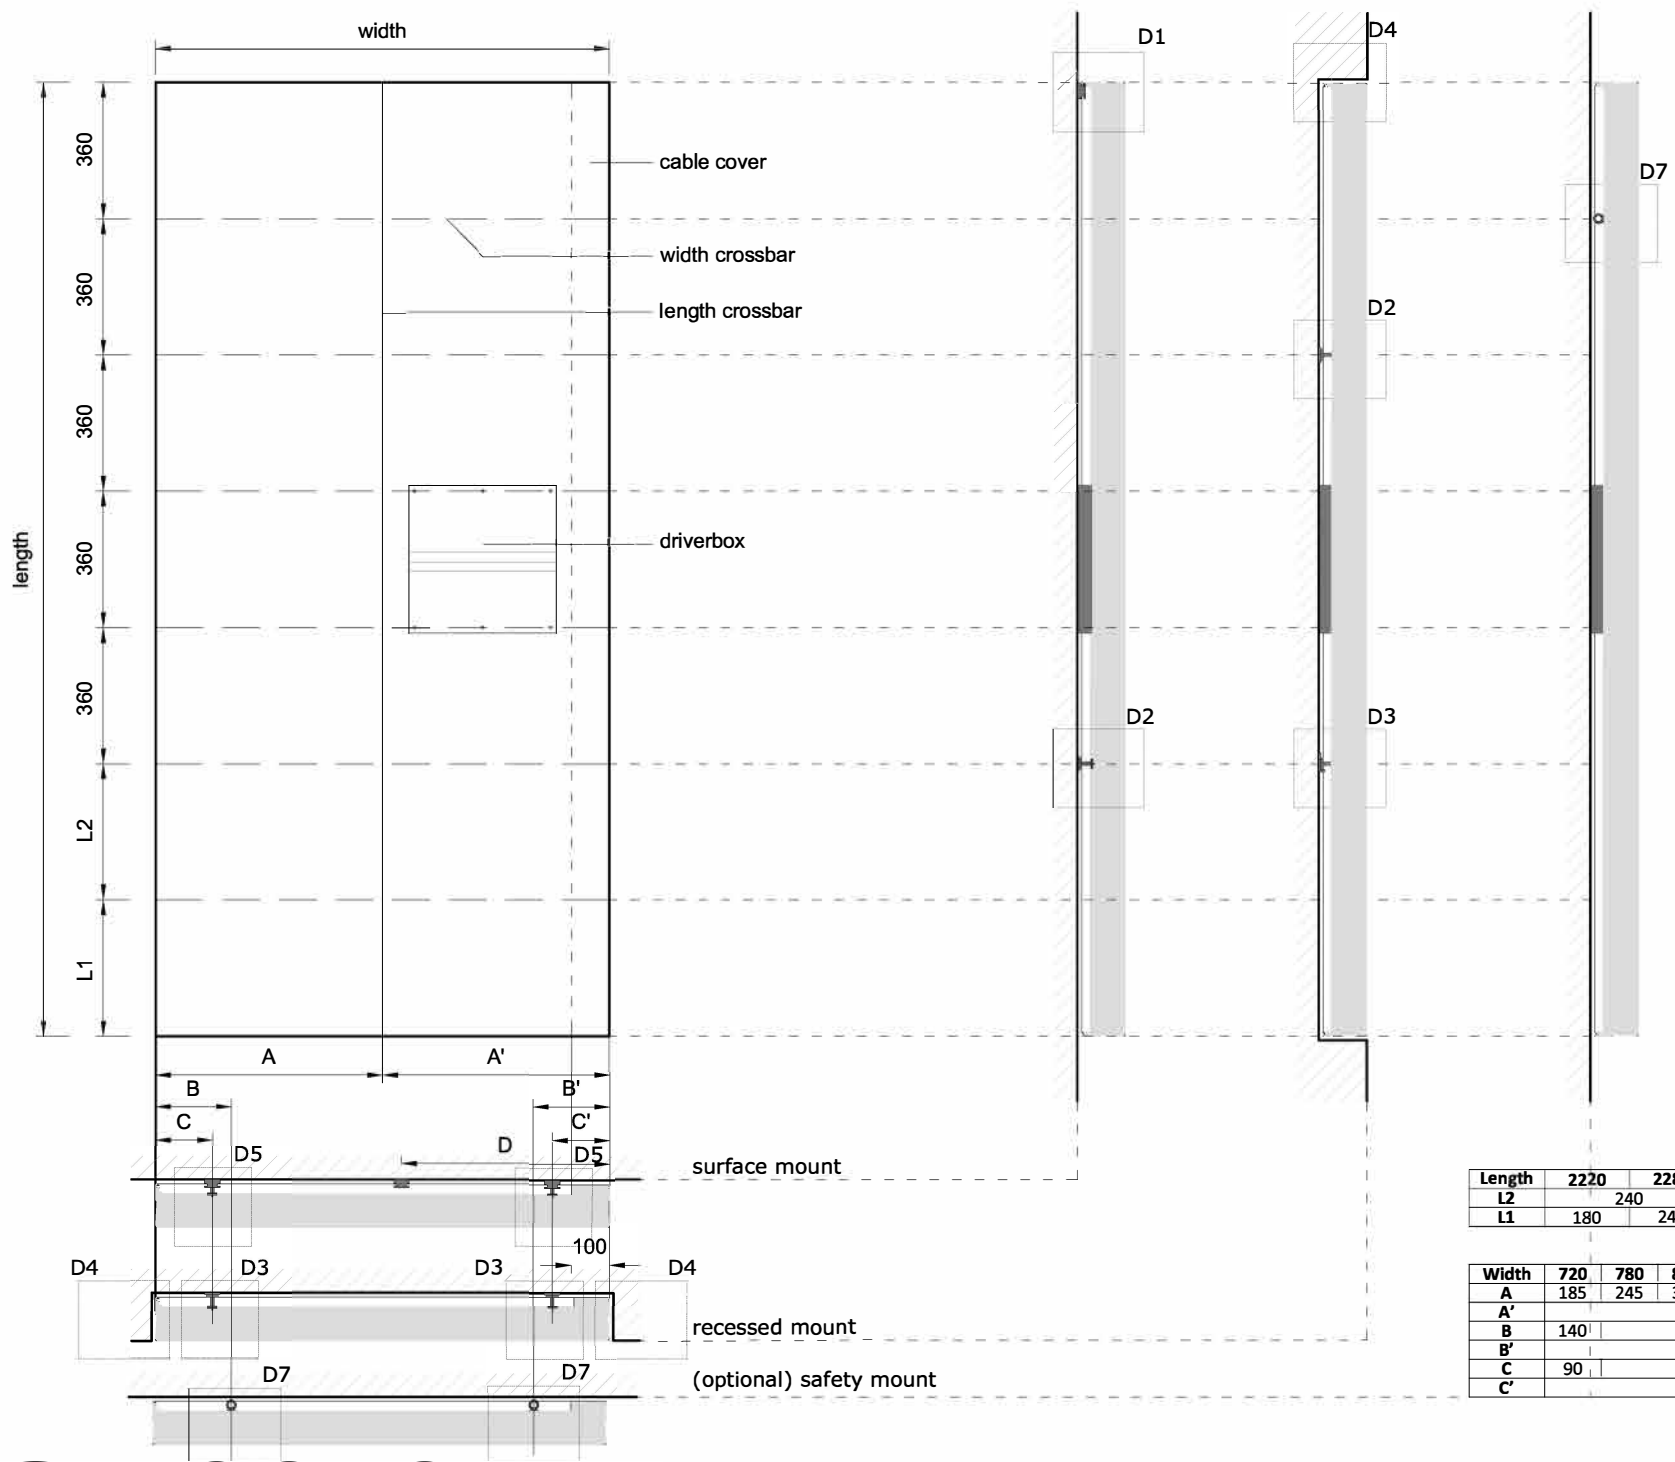 width
D1
D4
360
cable cover
D7
360
width crossbar
length crossbar
D2
360
length
360
driverbox
360
D2
D3
L2
L1
A
A'
B
B'
C
C'
D5
D
D5
surface mount
100
D4
D3
D3
D4
recessed mount
D7
D7
(optional) safety mount
Length 2220
L2 240
L1 180
Width 720 780
A 185 245
A'
B 140
B'
C 90
C'